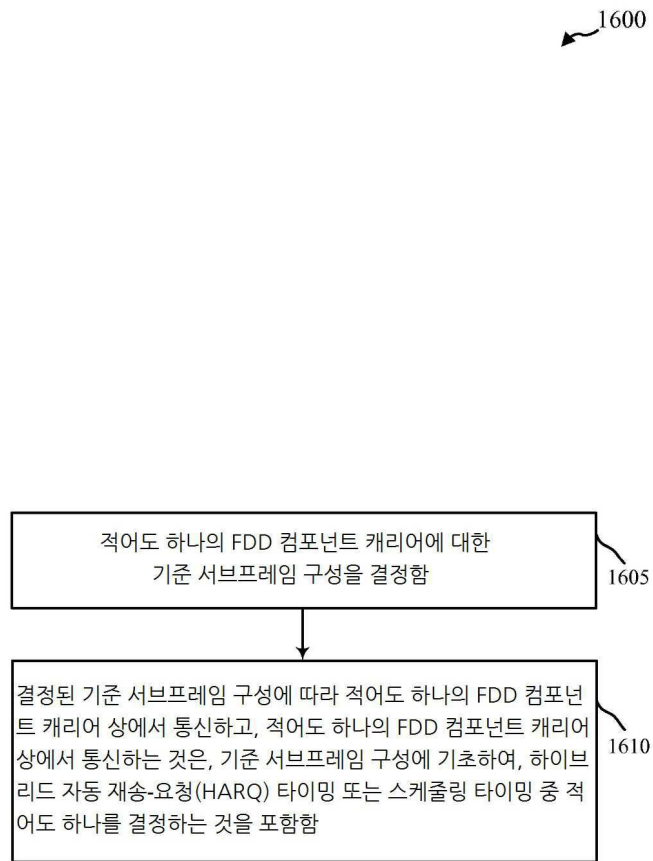 1600
적어도 하나의 FDD 컴포넌트 캐리어에 대한
기준 서브프레임 구성을 결정함
1605
결정된 기준 서브프레임 구성에 따라 적어도 하나의 FDD 컴포넌
트 캐리어 상에서 통신하고, 적어도 하나의 FDD 컴포넌트 캐리어
상에서 통신하는 것은, 기준 서브프레임 구성에 기초하여, 하이브
리드 자동 재송-요청(HARQ) 타이밍 또는 스케줄링 타이밍 중 적
어도 하나를 결정하는 것을 포함함
1610